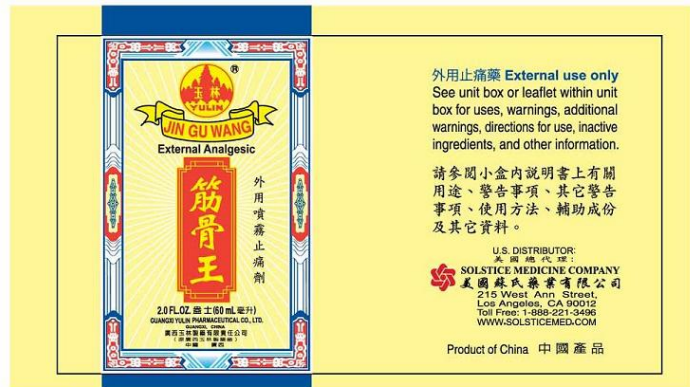 玉林
YULIN
®
JIN GU WANG
External Analgesic
筋骨王
外用噴霧止痛劑
2.0 FL.OZ. 盎士(60 mL 毫升)
GUANGXI YULIN PHARMACEUTICAL CO., LTD.
GUANGXI, CHINA
廣西玉林製藥有限責任公司
中國 廣西
外用止痛藥 External use only
See unit box or leaflet within unit
box for uses, warnings, additional
warnings, directions for use, inactive
ingredients, and other information.
請參閱小盒内説明書上有關
用途、警告事項、其它警告
事項、使用方法、輔助成份
及其它資料。
U.S. DISTRIBUTOR:
美國總代理:
SOLSTICE MEDICINE COMPANY
美國蘇氏藥業有限公司
215 West Ann Street,
Los Angeles, CA 90012
Toll Free: 1-888-221-3496
WWW.SOLSTICEMED.COM
Product of China 中國產品